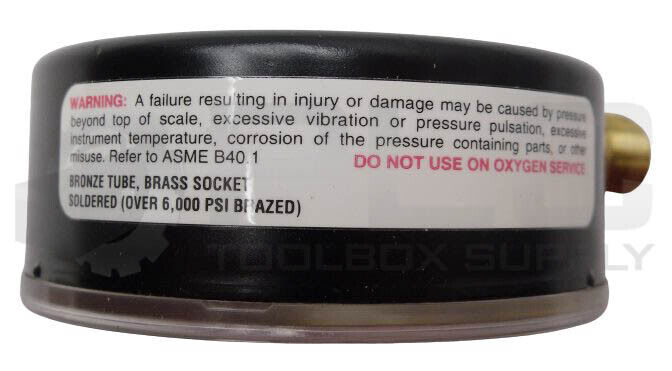 WARNING: A failure resulting in injury or damage may be caused by pressure
beyond top of scale, excessive vibration or pressure pulsation, excessive
instrument temperature, corrosion of the pressure containing parts, or other
misuse. Refer to ASME B40.1 DO NOT USE ON OXYGEN SERVICE
BRONZE TUBE, BRASS SOCKET
SOLDERED (OVER 6,000 PSI BRAZED)
TOOLBOX SUPPLY